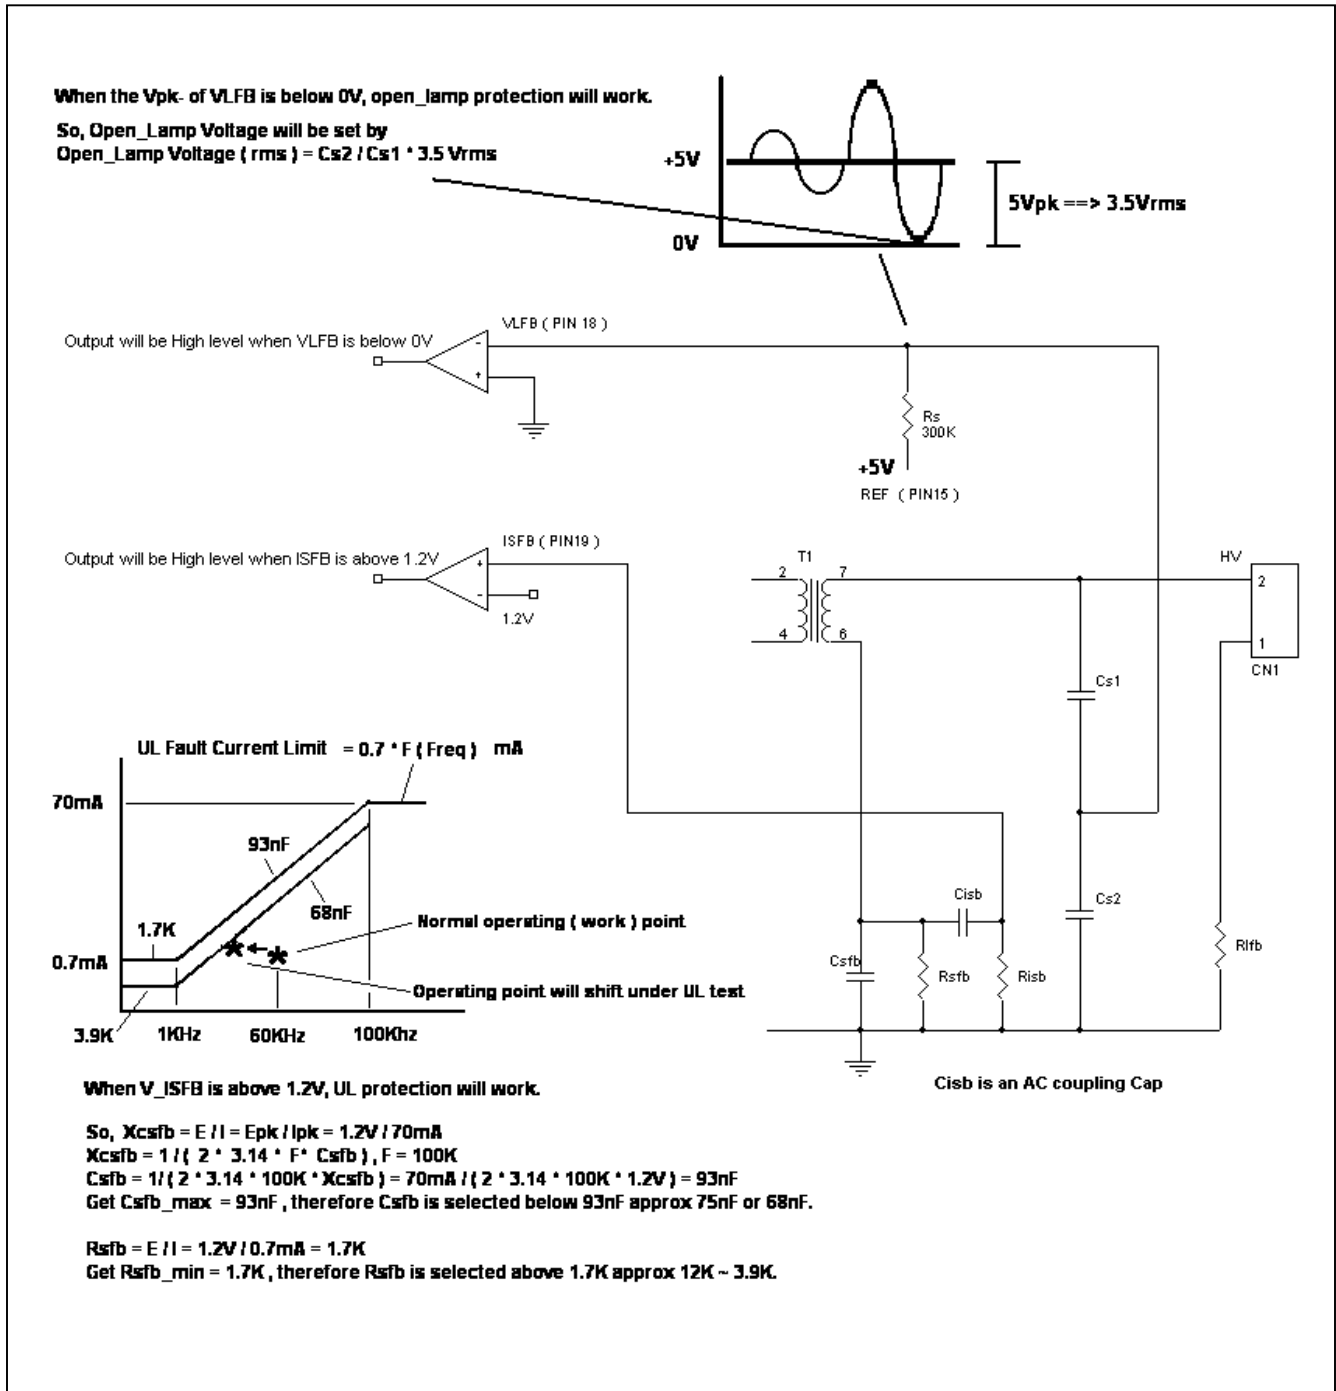 When the Vpk- of VLFB is below 0V, open_lamp protection will work.
So, Open_Lamp Voltage will be set by
Open_Lamp Voltage ( rms ) = Cs2 / Cs1 * 3.5 Vrms
+5V
0V
5Vpk ==> 3.5Vrms
Output will be High level when VLFB is below 0V
VLFB ( PIN 18 )
-
+
Rs
300K
+5V
REF ( PIN15 )
Output will be High level when ISFB is above 1.2V
ISFB ( PIN19 )
+
-
1.2V
T1
2
7
4
6
HV
2
1
CN1
Cs1
Cs2
Rlfb
Cisb
Csfb
Rsfb
Risb
Cisb is an AC coupling Cap
UL Fault Current Limit = 0.7 * F ( Freq ) mA
70mA
93nF
68nF
1.7K
0.7mA
3.9K
1KHz
60KHz
100Khz
Normal operating ( work ) point
Operating point will shift under UL test
When V_ISFB is above 1.2V, UL protection will work.
So, Xcsfb = E / I = Epk / Ipk = 1.2V / 70mA
Xcsfb = 1 / ( 2 * 3.14 * F* Csfb ) , F = 100K
Csfb = 1/ ( 2 * 3.14 * 100K * Xcsfb ) = 70mA / ( 2 * 3.14 * 100K * 1.2V ) = 93nF
Get Csfb_max = 93nF , therefore Csfb is selected below 93nF approx 75nF or 68nF.
Rsfb = E / I = 1.2V / 0.7mA = 1.7K
Get Rsfb_min = 1.7K , therefore Rsfb is selected above 1.7K approx 12K ~ 3.9K.